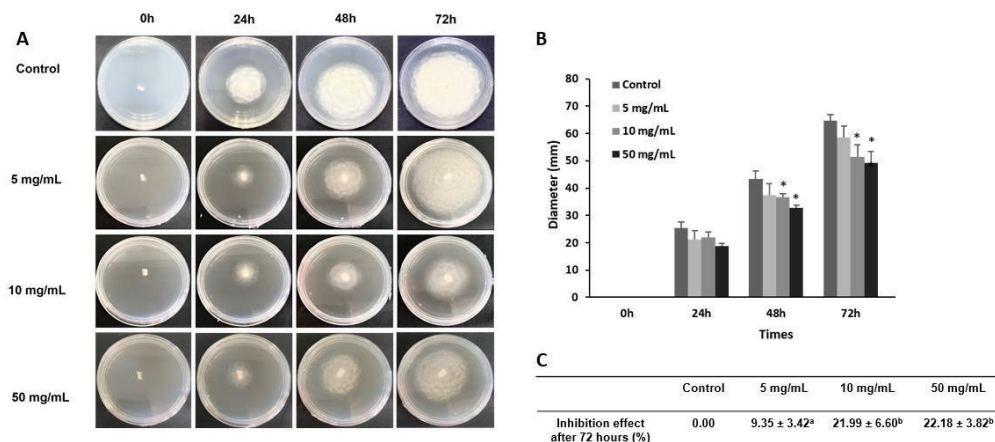 0h 24h 48h 72h
A
Control
5 mg/mL
10 mg/mL
50 mg/mL
B
80
70
60
50
40
30
20
10
0
Diameter (mm)
Control
5 mg/mL
10 mg/mL
50 mg/mL
* *
* *
0h 24h 48h 72h
Times
C
Control 5 mg/mL 10 mg/mL 50 mg/mL
Inhibition effect 0.00 9.35 ± 3.42ᵃ 21.99 ± 6.60ᵇ 22.18 ± 3.82ᵇ
after 72 hours (%)